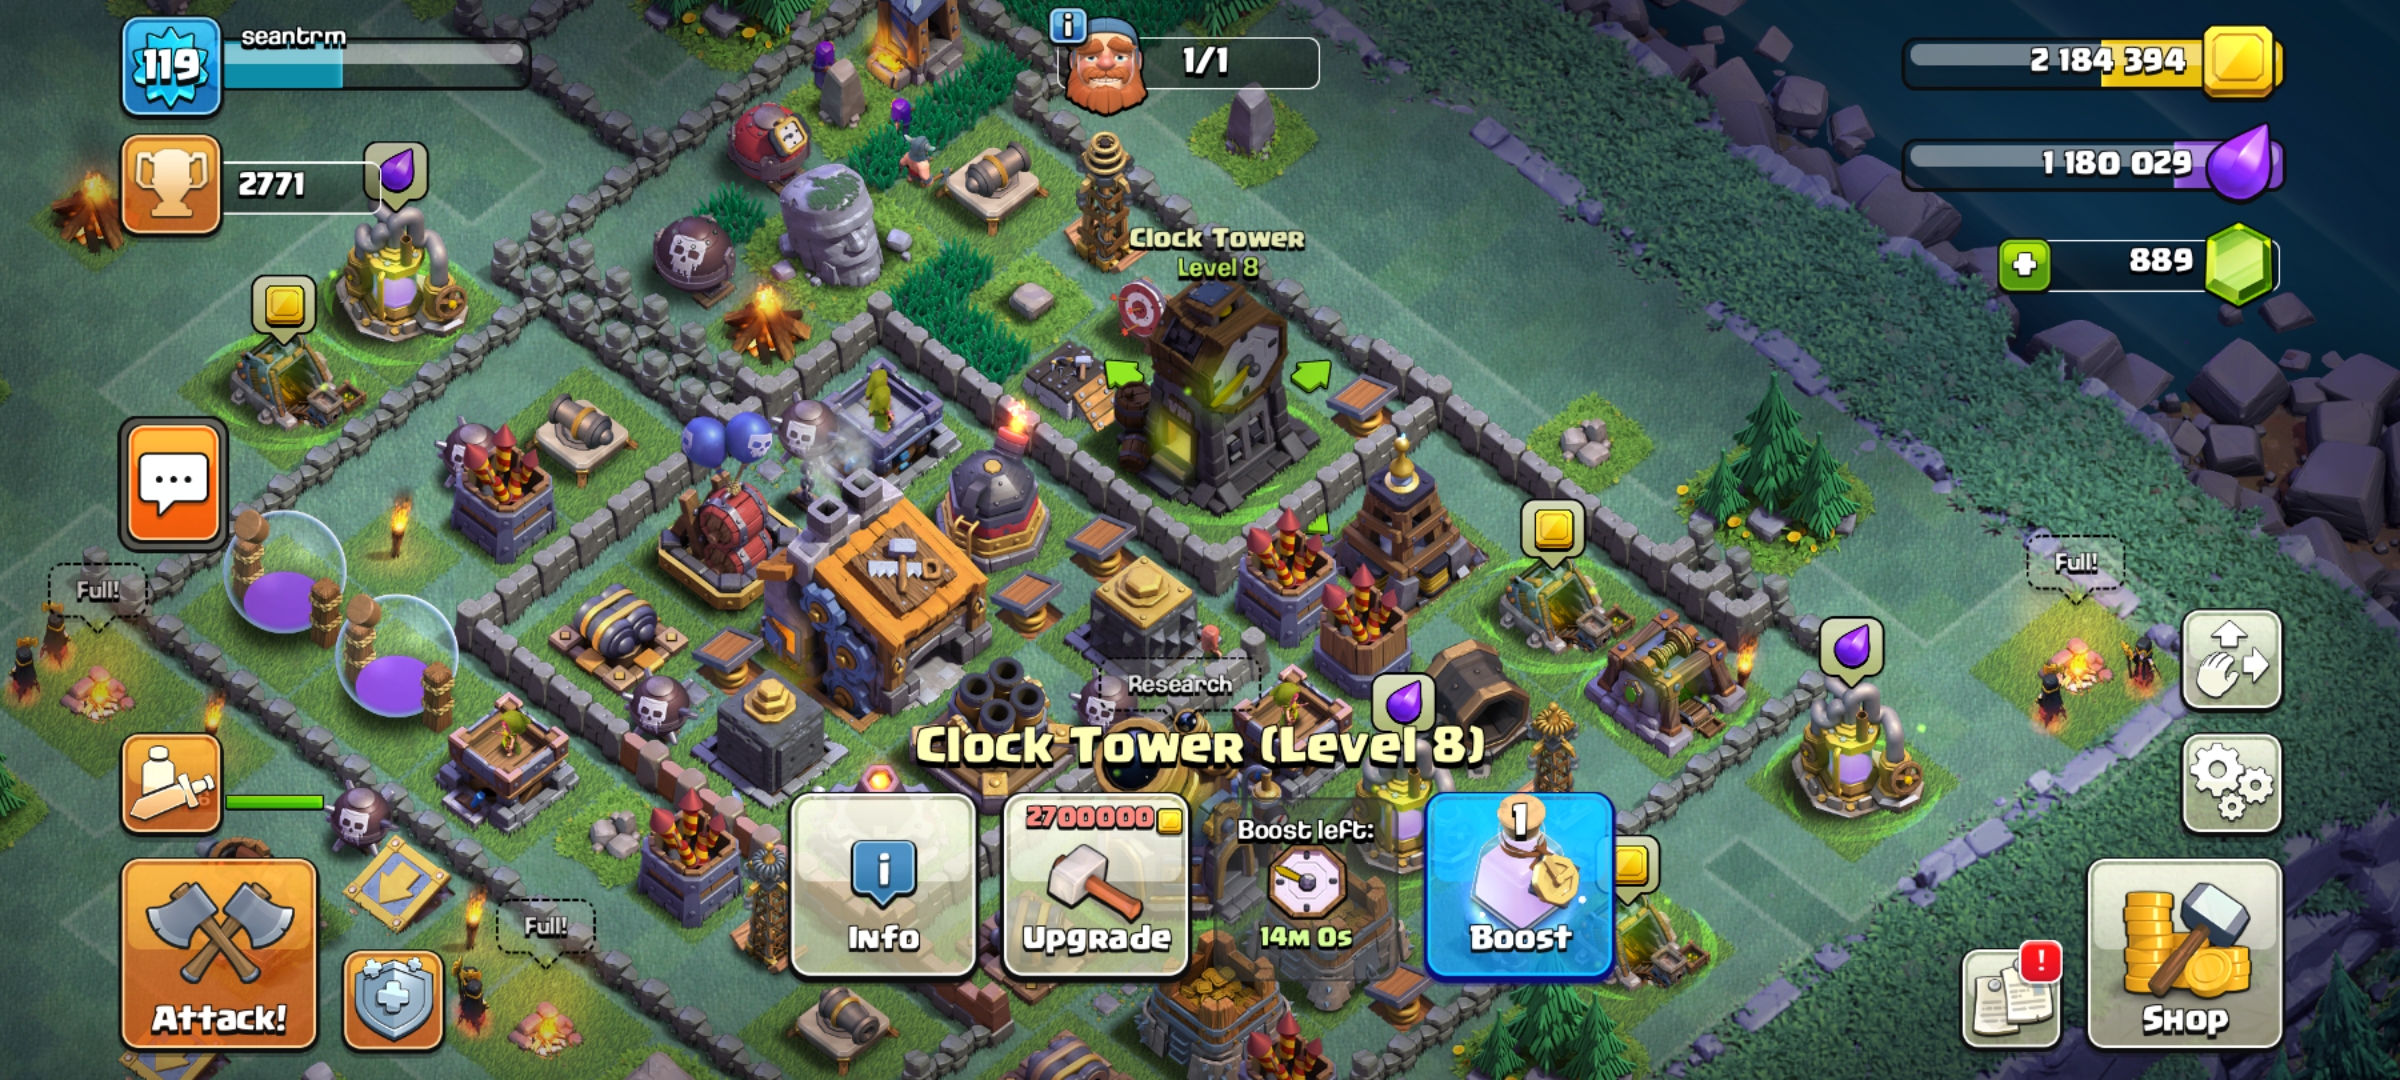 119
seantrm
1/1
2 184 394
2771
1 180 029
Clock Tower
Level 8
889
Full!
Full!
Research
Clock Tower (Level 8)
2700000
Boost left:
1
Info
Upgrade
14m 0s
Boost
Full!
Attack!
!
Shop